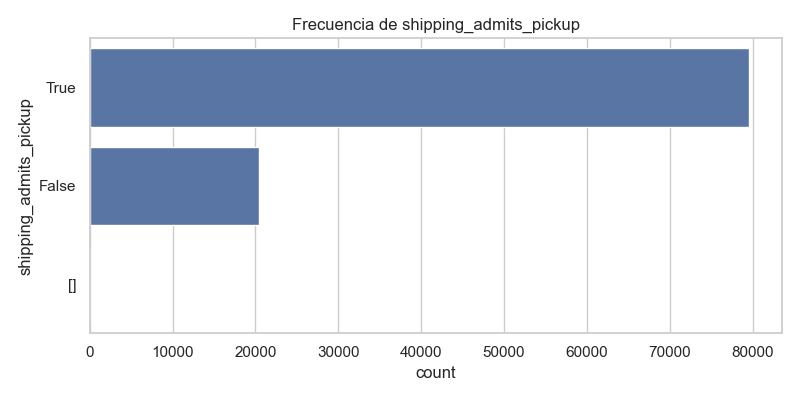 Frecuencia de shipping_admits_pickup
shipping_admits_pickup
True
False
[]
0 10000 20000 30000 40000 50000 60000 70000 80000
count